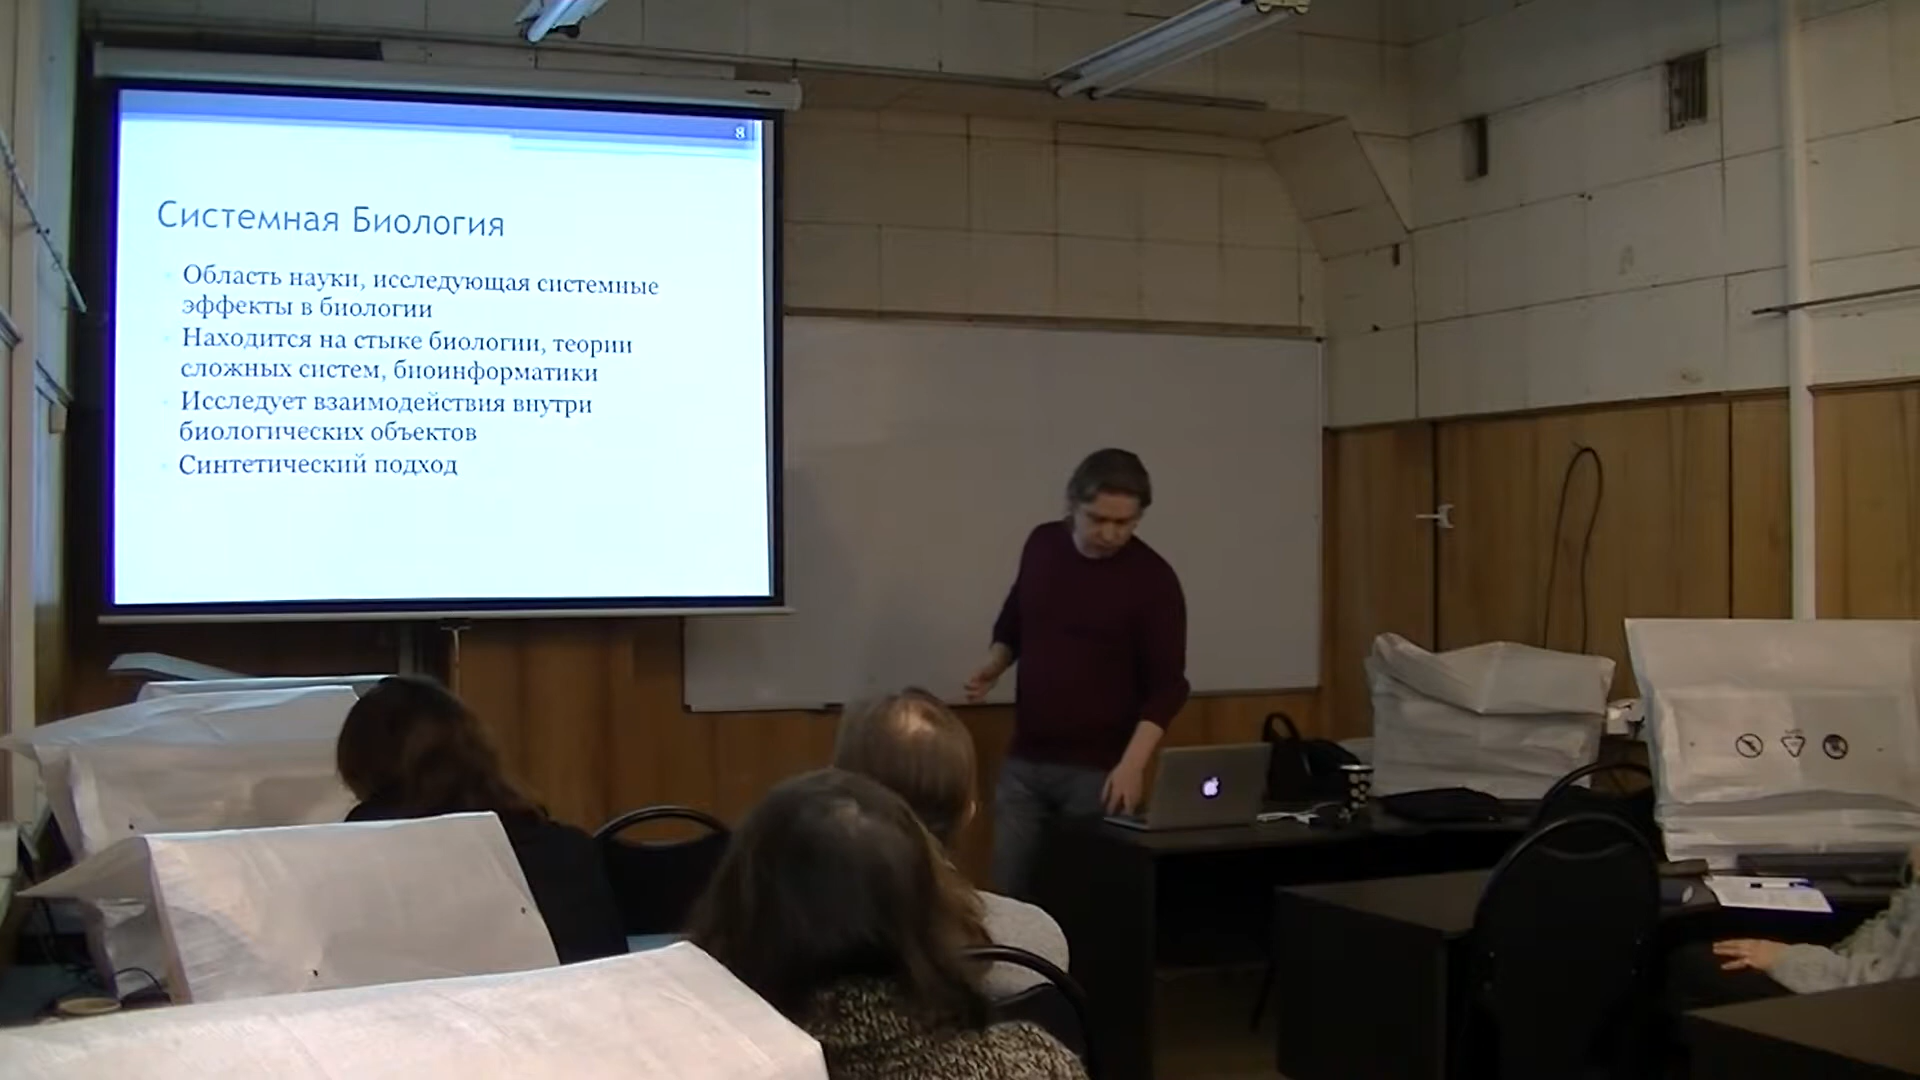 8
Системная Биология
Область науки, исследующая системные
эффекты в биологии
Находится на стыке биологии, теории
сложных систем, биоинформатики
Исследует взаимодействия внутри
биологических объектов
Синтетический подход